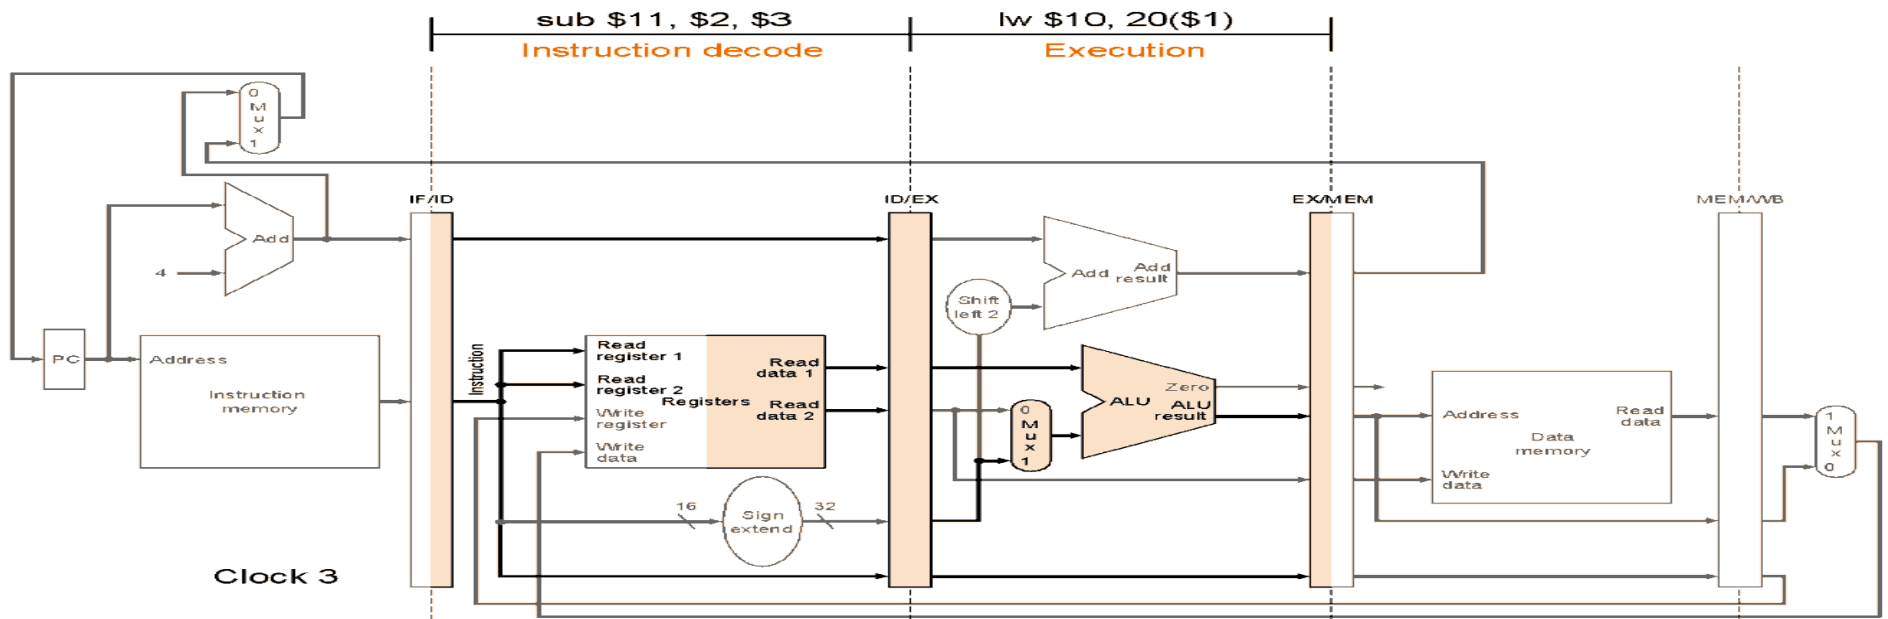 sub $11, $2, $3
lw $10, 20($1)
Instruction decode
Execution
0
M
u
x
1
IF/ID
ID/EX
EX/MEM
MEM/WB
Add
4
Add
Add
result
Shift
left 2
PC
Address
Instruction
memory
Instruction
Read
register 1
Read
register 2
Write
register
Write
data
Registers
Read
data 1
Read
data 2
0
M
u
x
1
ALU
Zero
ALU
result
Address
Write
data
Data
memory
Read
data
1
M
u
x
0
16
Sign
extend
32
Clock 3